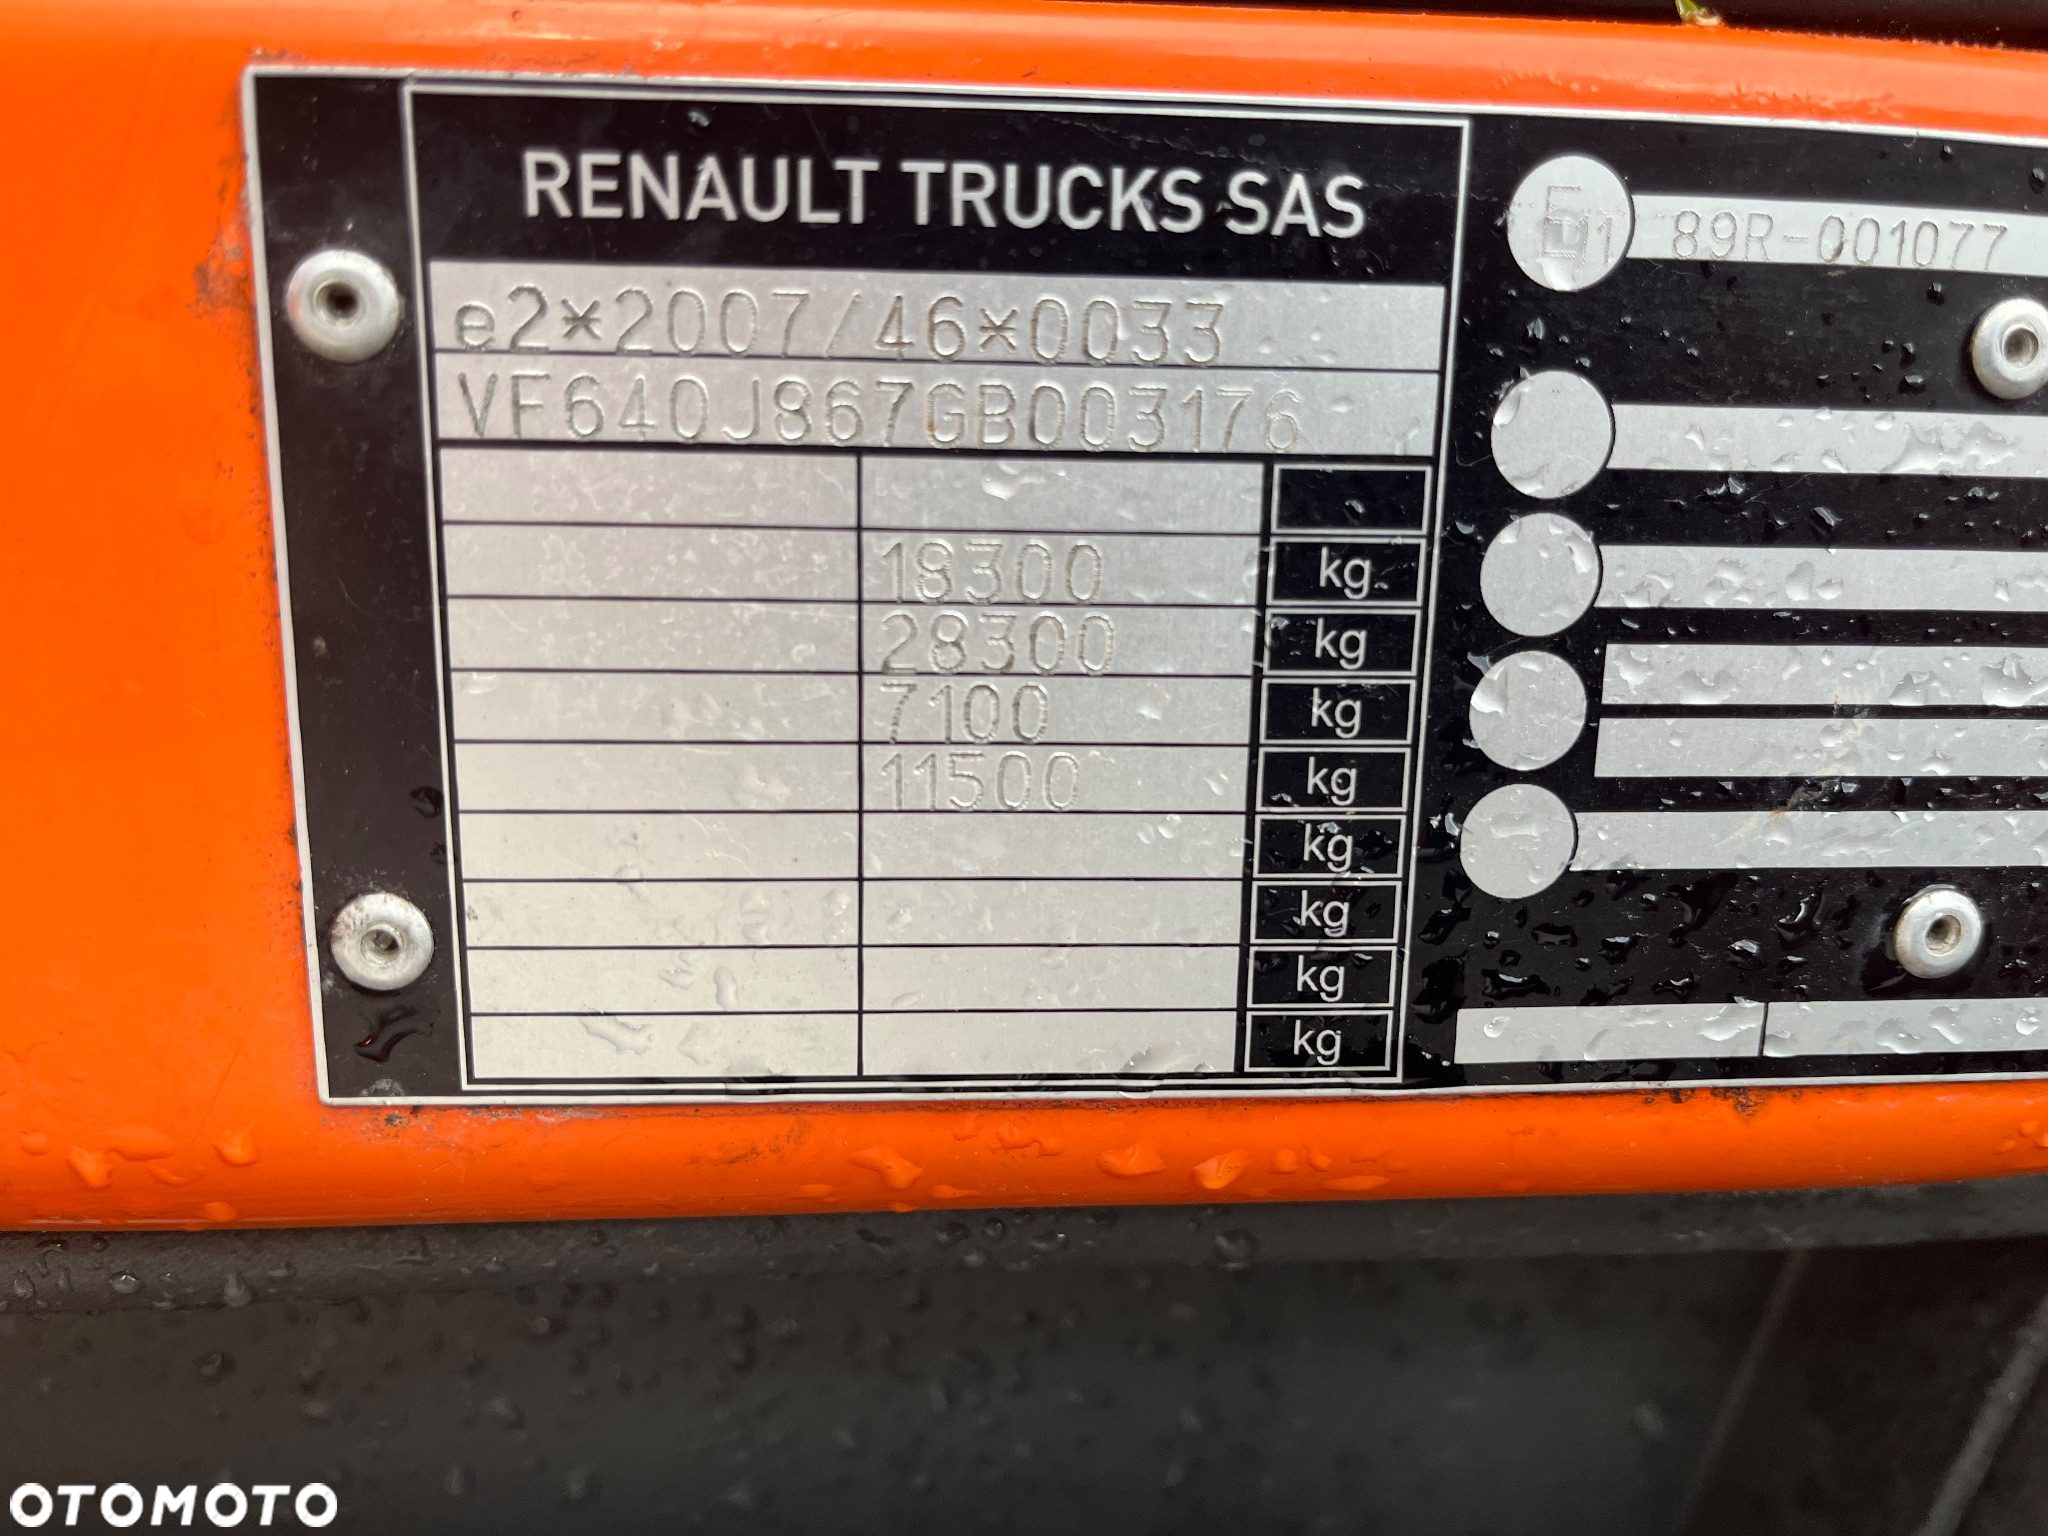 RENAULT TRUCKS SAS
e2*2007/46*0033
VF640J867GB003176
18300 kg
28300 kg
7100 kg
11500 kg
kg
kg
kg
kg
E11 89R-001077
OTOMOTO